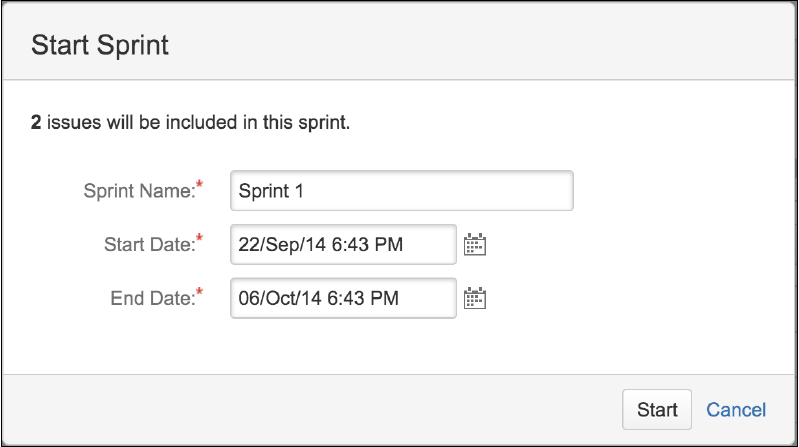 Start Sprint
2 issues will be included in this sprint.
Sprint Name:* Sprint 1
Start Date:* 22/Sep/14 6:43 PM
End Date:* 06/Oct/14 6:43 PM
Start Cancel